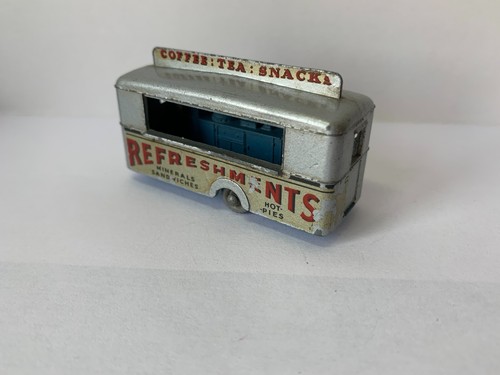 COFFEE: TEA: SNACKS
REFRESHMENTS
MINERALS
SANDWICHES
HOT-
PIES